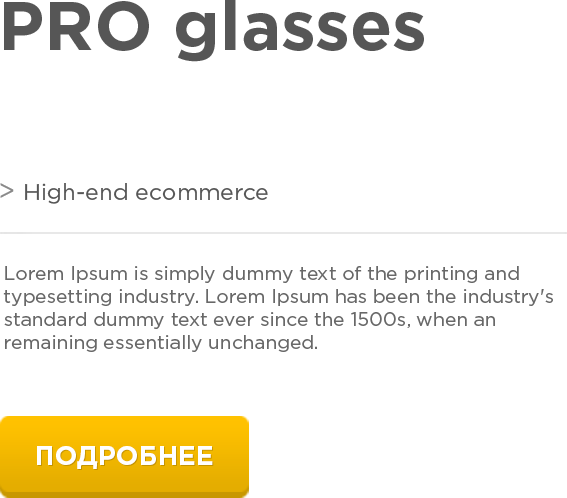 PRO glasses
> High-end ecommerce
Lorem Ipsum is simply dummy text of the printing and
typesetting industry. Lorem Ipsum has been the industry's
standard dummy text ever since the 1500s, when an
remaining essentially unchanged.
ПОДРОБНЕЕ